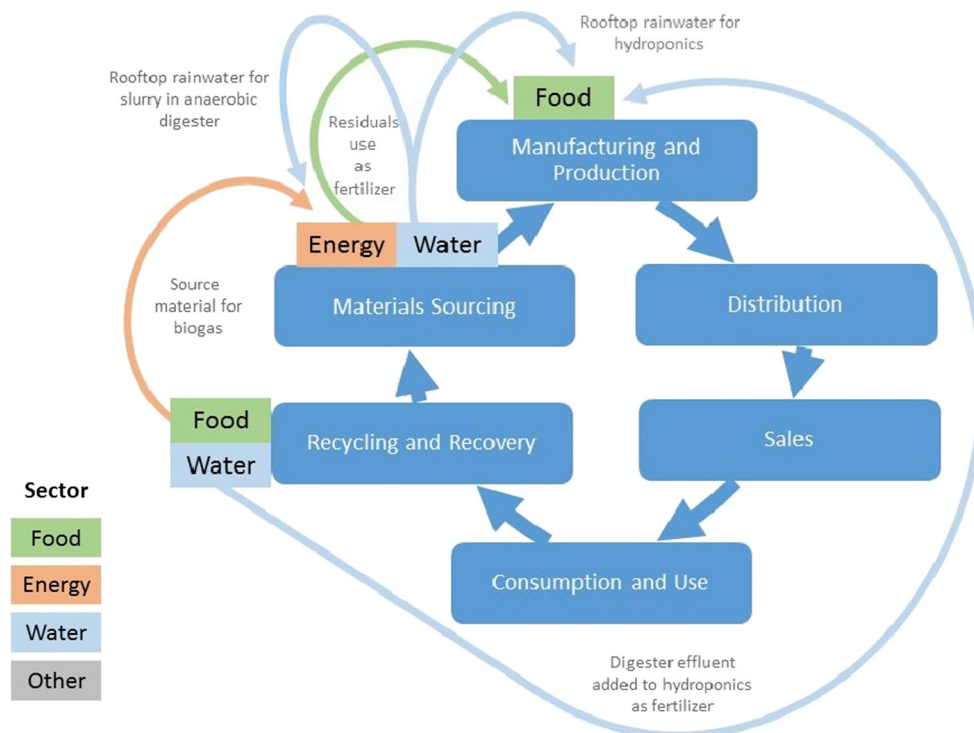 Rooftop rainwater for
hydroponics
Rooftop rainwater for
slurry in anaerobic
digester
Residuals
use
as
fertilizer
Food
Manufacturing and
Production
Energy
Water
Materials Sourcing
Distribution
Source
material for
biogas
Food
Water
Recycling and Recovery
Sales
Consumption and Use
Sector
Food
Energy
Water
Other
Digester effluent
added to hydroponics
as fertilizer